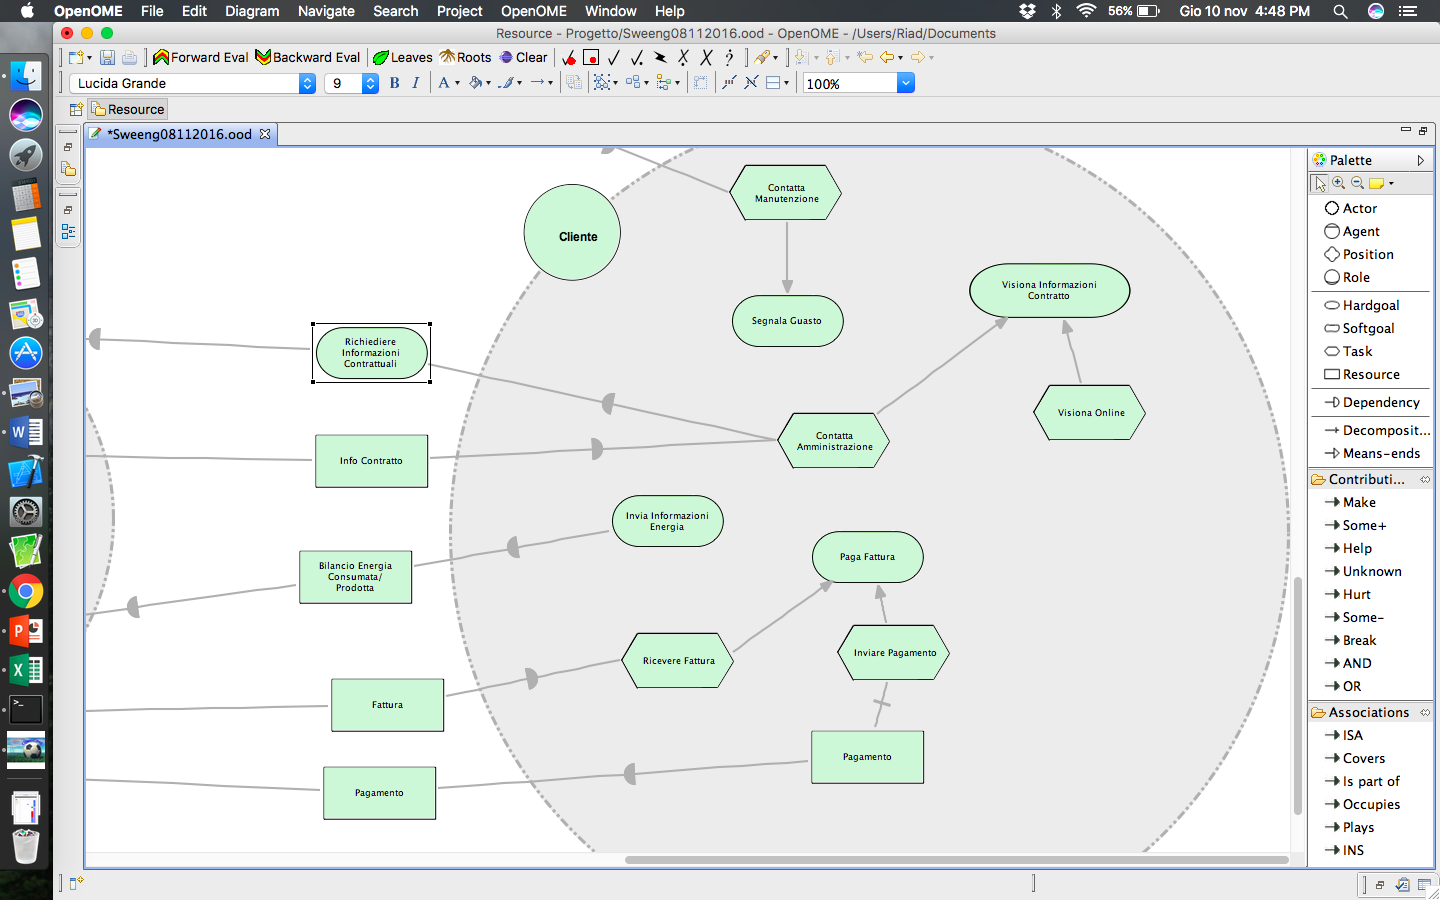 OpenOME File Edit Diagram Navigate Search Project OpenOME Window Help 56% Gio 10 nov 4:48 PM
Resource - Progetto/Sweeng08112016.ood - OpenOME - /Users/Riad/Documents
Forward Eval Backward Eval Leaves Roots Clear
Lucida Grande 9 B I A 100%
Resource
*Sweeng08112016.ood
Cliente
Contatta
Manutenzione
Segnala Guasto
Visiona Informazioni
Contratto
Visiona Online
Richiedere
Informazioni
Contrattuali
Contatta
Amministrazione
Info Contratto
Invia Informazioni
Energia
Bilancio Energia
Consumata/
Prodotta
Paga Fattura
Ricevere Fattura
Inviare Pagamento
Fattura
Pagamento
Pagamento
Palette
Actor
Agent
Position
Role
Hardgoal
Softgoal
Task
Resource
Dependency
Decomposit...
Means-ends
Contributi...
Make
Some+
Help
Unknown
Hurt
Some-
Break
AND
OR
Associations
ISA
Covers
Is part of
Occupies
Plays
INS